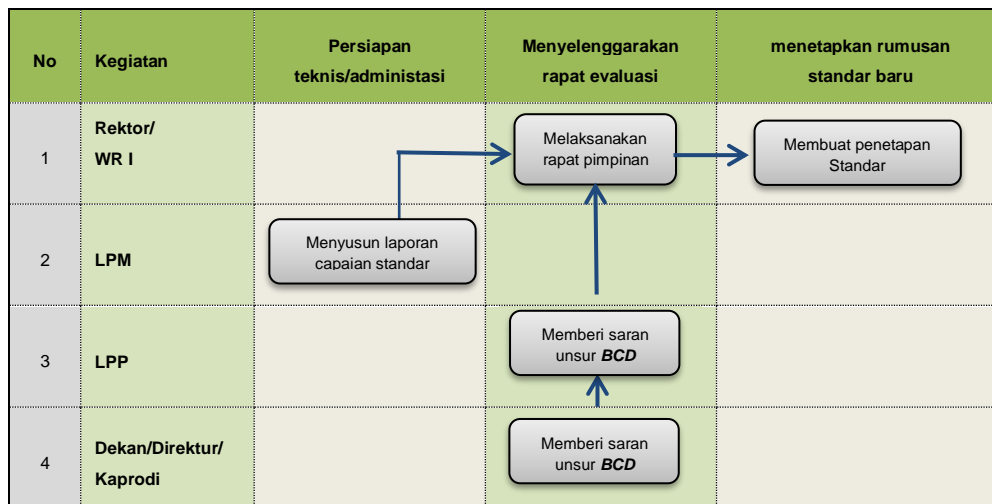 No
Kegiatan
Persiapan
teknis/administasi
Menyelenggarakan
rapat evaluasi
menetapkan rumusan
standar baru
1
Rektor/
WR I
Melaksanakan
rapat pimpinan
Membuat penetapan
Standar
2
LPM
Menyusun laporan
capaian standar
3
LPP
Memberi saran
unsur BCD
4
Dekan/Direktur/
Kaprodi
Memberi saran
unsur BCD